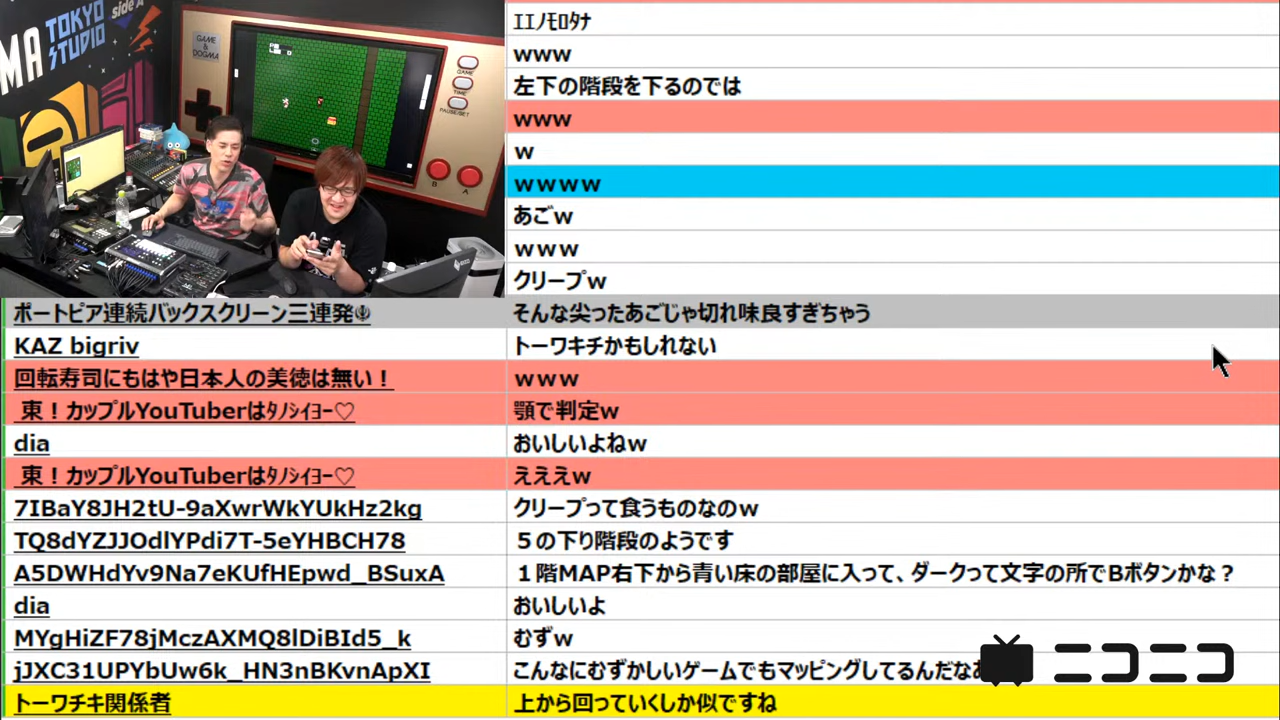 MA TOKYO STUDIO side A
GAME & DOGMA
GAME
TIME
PAUSE/SET
B
A
EIZO
ｴｴﾉﾓﾛﾀﾅ
www
左下の階段を下るのでは
www
w
ｗｗｗｗ
あごｗ
ｗｗｗ
クリープｗ
ポートピア連続バックスクリーン三連発☬ そんな尖ったあごじゃ切れ味良すぎちゃう
KAZ bigriv トーワキチかもしれない
回転寿司にもはや日本人の美徳は無い！ ｗｗｗ
東！カップルYouTuberはﾀﾉｼｲﾖｰ♡ 顎で判定ｗ
dia おいしいよねｗ
東！カップルYouTuberはﾀﾉｼｲﾖｰ♡ えええｗ
7IBaY8JH2tU-9aXwrWkYUkHz2kg クリープって食うものなのｗ
TQ8dYZJJOdlYPdi7T-5eYHBCH78 ５の下り階段のようです
A5DWHdYv9Na7eKUfHEpwd_BSuxA １階MAP右下から青い床の部屋に入って、ダークって文字の所でBボタンかな？
dia おいしいよ
MYgHiZF78jMczAXMQ8lDiBId5_k むずｗ
jJXC31UPYbUw6k_HN3nBKvnApXI こんなにむずかしいゲームでもマッピングしてるんだなあ
ニコニコ
トーワチキ関係者 上から回っていくしか似ですね